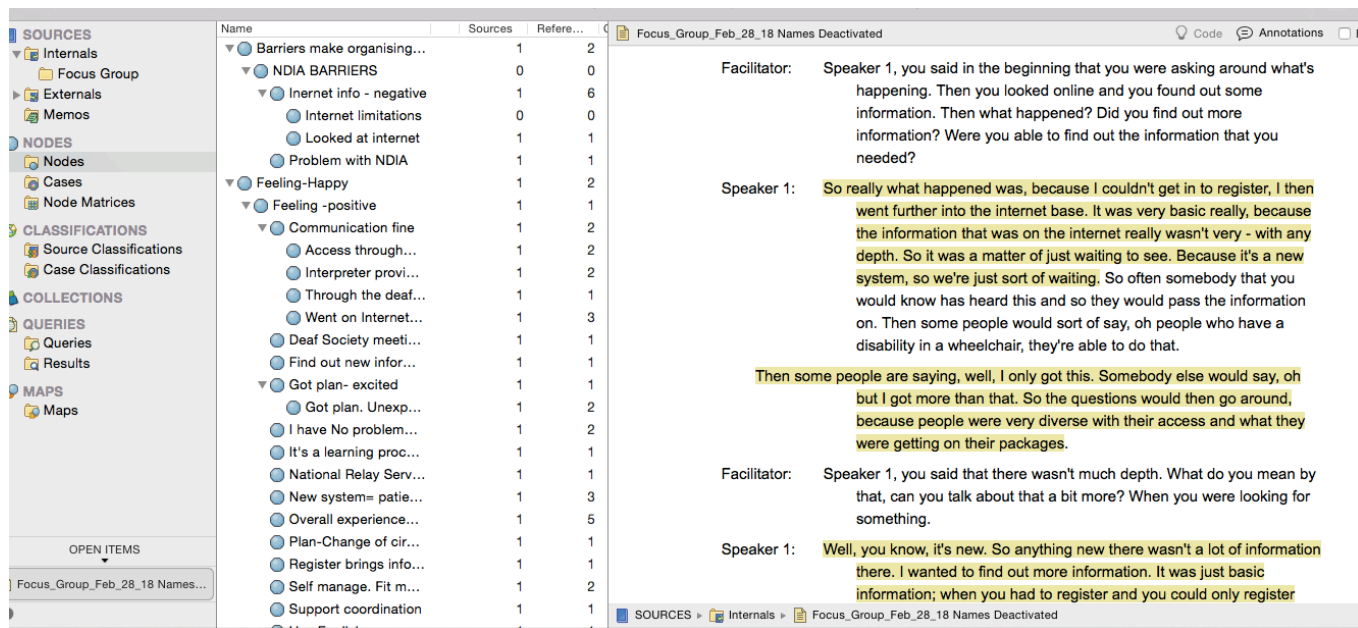 SOURCES
Internals
Focus Group
Externals
Memos
NODES
Nodes
Cases
Node Matrices
CLASSIFICATIONS
Source Classifications
Case Classifications
COLLECTIONS
QUERIES
Queries
Results
MAPS
Maps
OPEN ITEMS
Focus_Group_Feb_28_18 Names...
Name Sources Refere...
Barriers make organising... 1 2
NDIA BARRIERS 0 0
Inernet info - negative 1 6
Internet limitations 0 0
Looked at internet 1 1
Problem with NDIA 1 1
Feeling-Happy 1 2
Feeling -positive 1 1
Communication fine 1 2
Access through... 1 2
Interpreter provi... 1 2
Through the deaf... 1 1
Went on Internet... 1 3
Deaf Society meeti... 1 1
Find out new infor... 1 1
Got plan- excited 1 1
Got plan. Unexp... 1 2
I have No problem... 1 2
It's a learning proc... 1 1
National Relay Serv... 1 1
New system= patie... 1 3
Overall experience... 1 5
Plan-Change of cir... 1 1
Register brings info... 1 1
Self manage. Fit m... 1 2
Support coordination 1 1
Focus_Group_Feb_28_18 Names Deactivated Code Annotations
Facilitator: Speaker 1, you said in the beginning that you were asking around what's
happening. Then you looked online and you found out some
information. Then what happened? Did you find out more
information? Were you able to find out the information that you
needed?
Speaker 1: So really what happened was, because I couldn't get in to register, I then
went further into the internet base. It was very basic really, because
the information that was on the internet really wasn't very - with any
depth. So it was a matter of just waiting to see. Because it's a new
system, so we're just sort of waiting. So often somebody that you
would know has heard this and so they would pass the information
on. Then some people would sort of say, oh people who have a
disability in a wheelchair, they're able to do that.
Then some people are saying, well, I only got this. Somebody else would say, oh
but I got more than that. So the questions would then go around,
because people were very diverse with their access and what they
were getting on their packages.
Facilitator: Speaker 1, you said that there wasn't much depth. What do you mean by
that, can you talk about that a bit more? When you were looking for
something.
Speaker 1: Well, you know, it's new. So anything new there wasn't a lot of information
there. I wanted to find out more information. It was just basic
information; when you had to register and you could only register
SOURCES Internals Focus_Group_Feb_28_18 Names Deactivated